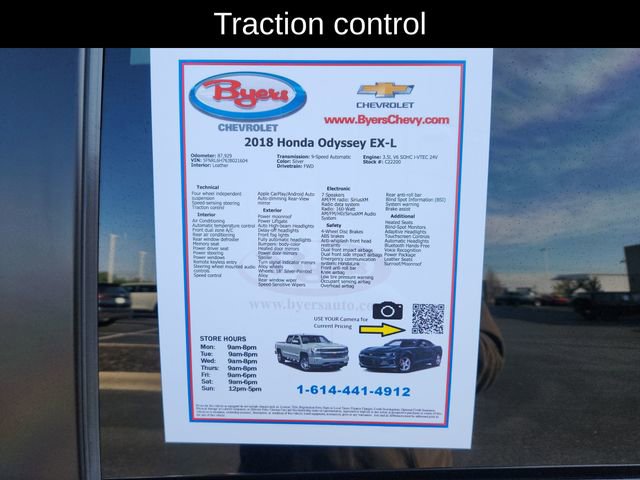 Traction control
Byers
CHEVROLET
CHEVROLET
www.ByersChevy.com
2018 Honda Odyssey EX-L
Odometer: 87,929
VIN: 5FNRL6H76JB021604
Interior: Leather
Transmission: 9-Speed Automatic
Color: Silver
Drivetrain: FWD
Engine: 3.5L V6 SOHC i-VTEC 24V
Stock #: C22200
Technical
Four wheel independent
suspension
Speed sensing steering
Traction control
Interior
Air Conditioning
Automatic temperature control
Front dual zone A/C
Rear air conditioning
Rear window defroster
Memory seat
Power driver seat
Power steering
Power windows
Remote keyless entry
Steering wheel mounted audio
controls
Speed control
Apple CarPlay/Android Auto
Auto-dimming Rear-View
mirror
Exterior
Power moonroof
Power Liftgate
Auto High-beam Headlights
Delay-off headlights
Front fog lights
Fully automatic headlights
Bumpers: body-color
Heated door mirrors
Power door mirrors
Spoiler
Turn signal indicator mirrors
Alloy wheels
Wheels: 18" Silver-Painted
Alloy
Rear window wiper
Speed-Sensitive Wipers
Electronic
7 Speakers
AM/FM radio: SiriusXM
Radio data system
Radio: 160-Watt
AM/FM/HD/SiriusXM Audio
System
Safety
4-Wheel Disc Brakes
ABS brakes
Anti-whiplash front head
restraints
Dual front impact airbags
Dual front side impact airbags
Emergency communication
system: HondaLink
Front anti-roll bar
Knee airbag
Low tire pressure warning
Occupant sensing airbag
Overhead airbag
Rear anti-roll bar
Blind Spot Information (BSI)
System warning
Brake assist
Additional
Heated Seats
Blind-Spot Monitors
Adaptive Headlights
Touchscreen Controls
Automatic Headlights
Bluetooth Hands-Free
Voice Recognition
Power Package
Leather Seats
Sunroof/Moonroof
www.byersauto.com
USE YOUR Camera for
Current Pricing
STORE HOURS
Mon: 9am-8pm
Tue: 9am-8pm
Wed: 9am-8pm
Thurs: 9am-8pm
Fri: 9am-6pm
Sat: 9am-6pm
Sun: 12pm-5pm
1-614-441-4912